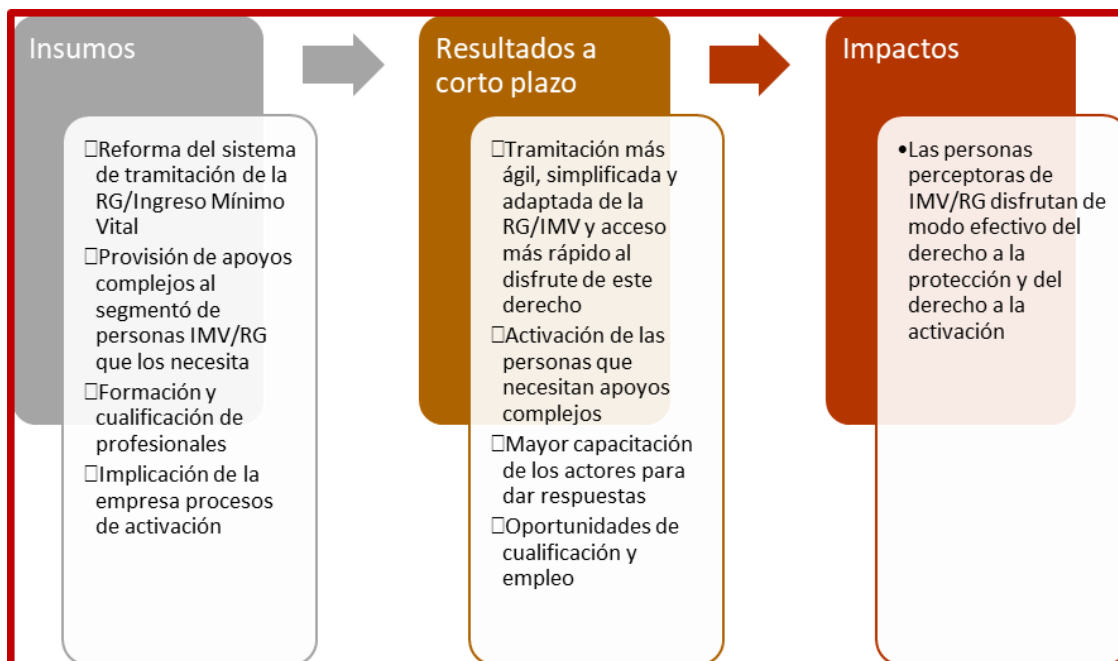 Insumos
□Reforma del sistema
de tramitación de la
RG/Ingreso Mínimo
Vital
□Provisión de apoyos
complejos al
segmentó de
personas IMV/RG
que los necesita
□Formación y
cualificación de
profesionales
□Implicación de la
empresa procesos
de activación
Resultados a
corto plazo
□Tramitación más
ágil, simplificada y
adaptada de la
RG/IMV y acceso
más rápido al
disfrute de este
derecho
□Activación de las
personas que
necesitan apoyos
complejos
□Mayor capacitación
de los actores para
dar respuestas
□Oportunidades de
cualificación y
empleo
Impactos
•Las personas
perceptoras de
IMV/RG disfrutan de
modo efectivo del
derecho a la
protección y del
derecho a la
activación